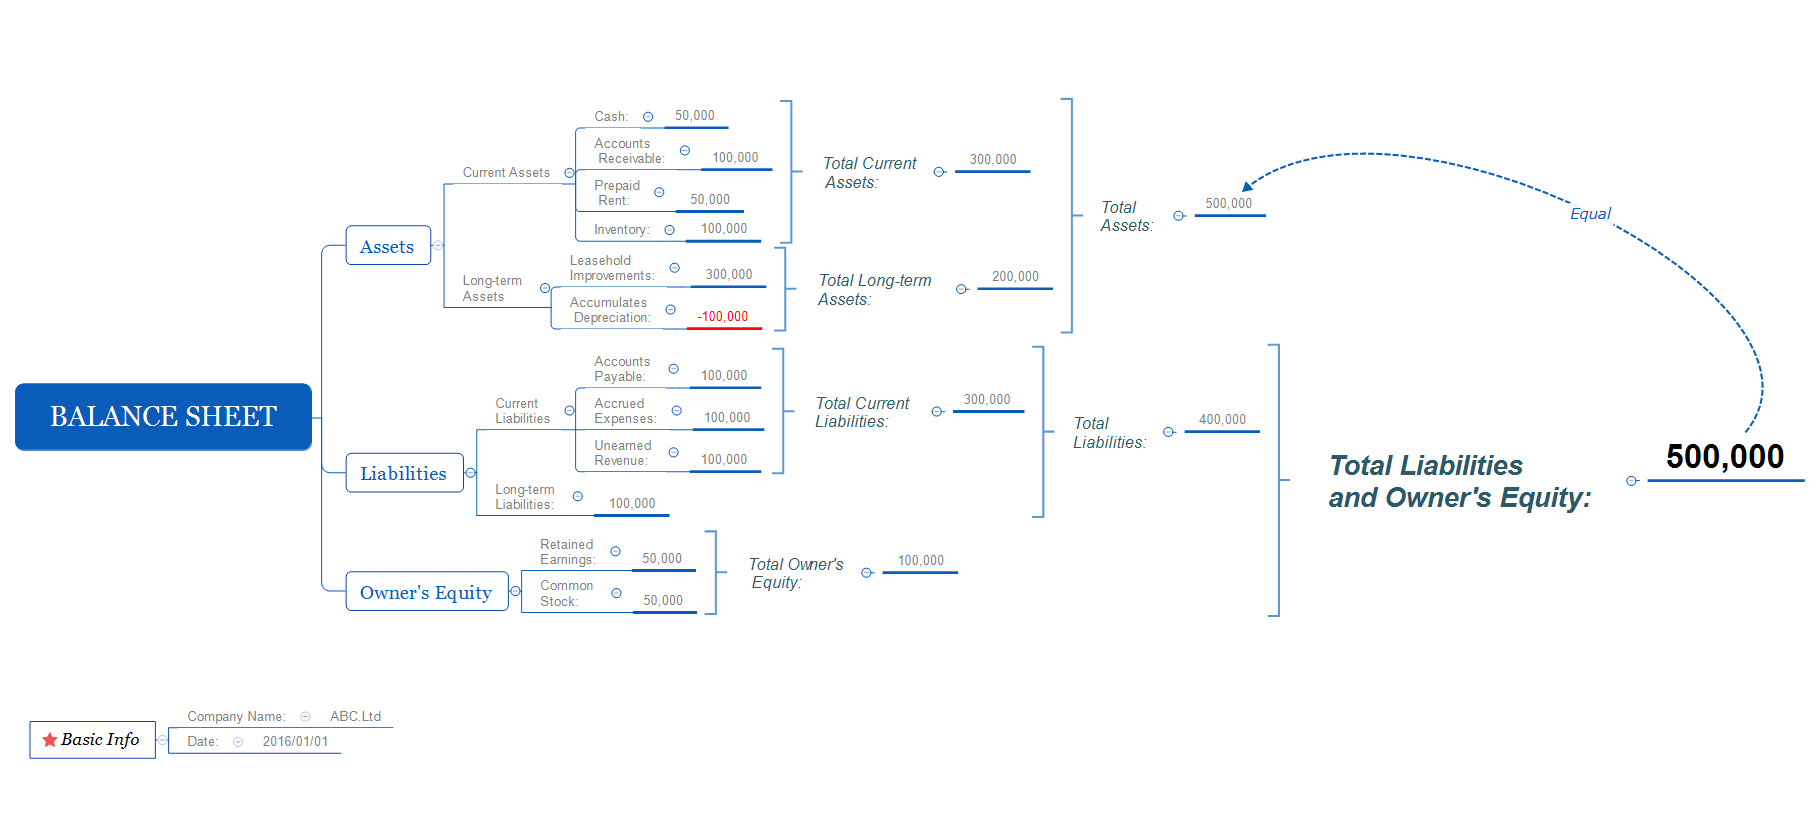 BALANCE SHEET
Assets
Current Assets
Cash:
50,000
Accounts
Receivable:
100,000
Prepaid
Rent:
50,000
Inventory:
100,000
Total Current
Assets:
300,000
Long-term
Assets
Leasehold
Improvements:
300,000
Accumulates
Depreciation:
-100,000
Total Long-term
Assets:
200,000
Total
Assets:
500,000
Equal
Liabilities
Current
Liabilities
Accounts
Payable:
100,000
Accrued
Expenses:
100,000
Unearned
Revenue:
100,000
Total Current
Liabilities:
300,000
Long-term
Liabilities:
100,000
Total
Liabilities:
400,000
Owner's Equity
Retained
Earnings:
50,000
Common
Stock:
50,000
Total Owner's
Equity:
100,000
Total Liabilities
and Owner's Equity:
500,000
Basic Info
Company Name:
ABC.Ltd
Date:
2016/01/01